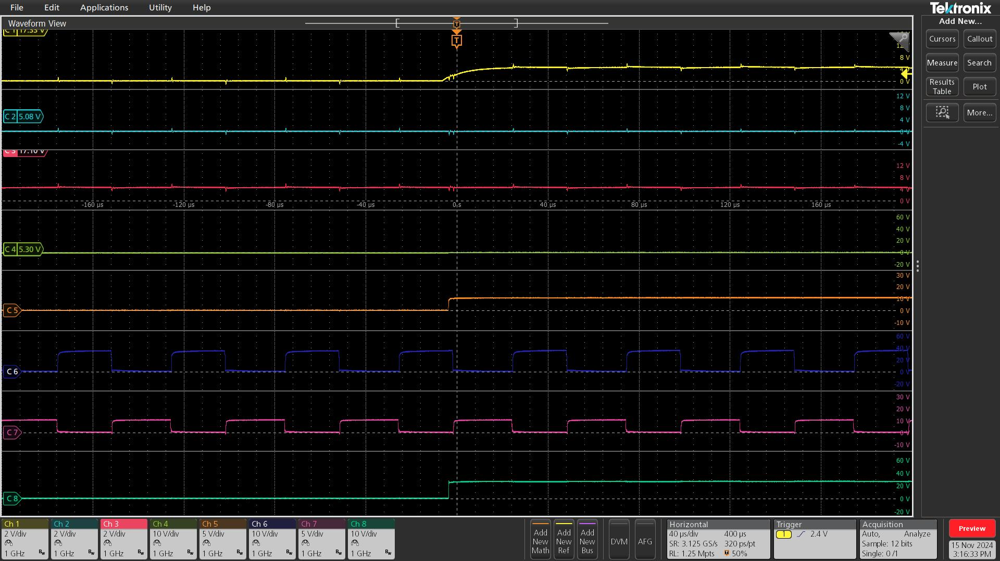 File Edit Applications Utility Help
Tektronix
Waveform View
Add New...
Cursors Callout
Measure Search
Results Table Plot
More...
T
T
C 1 17.33 V
8 V
4 V
0 V
C 2 5.08 V
12 V
8 V
4 V
0 V
-4 V
C 3 17.10 V
12 V
8 V
4 V
0 V
-160 µs -120 µs -80 µs -40 µs 0 s 40 µs 80 µs 120 µs 160 µs
C 4 5.30 V
60 V
40 V
20 V
0 V
-20 V
C 5
30 V
20 V
10 V
0 V
-10 V
C 6
60 V
40 V
20 V
0 V
-20 V
C 7
30 V
20 V
10 V
0 V
-10 V
C 8
60 V
40 V
20 V
0 V
-20 V
Ch 1
2 V/div
1 GHz Bw
Ch 2
2 V/div
1 GHz Bw
Ch 3
2 V/div
1 GHz Bw
Ch 4
10 V/div
1 GHz Bw
Ch 5
5 V/div
1 GHz Bw
Ch 6
10 V/div
1 GHz Bw
Ch 7
5 V/div
1 GHz Bw
Ch 8
10 V/div
1 GHz Bw
Add New Math
Add New Ref
Add New Bus
DVM
AFG
Horizontal
40 µs/div 400 µs
SR: 3.125 GS/s 320 ps/pt
RL: 1.25 Mpts T 50%
Trigger
1 2.4 V
Acquisition
Auto, Analyze
Sample: 12 bits
Single: 0 /1
Preview
15 Nov 2024
3:16:33 PM